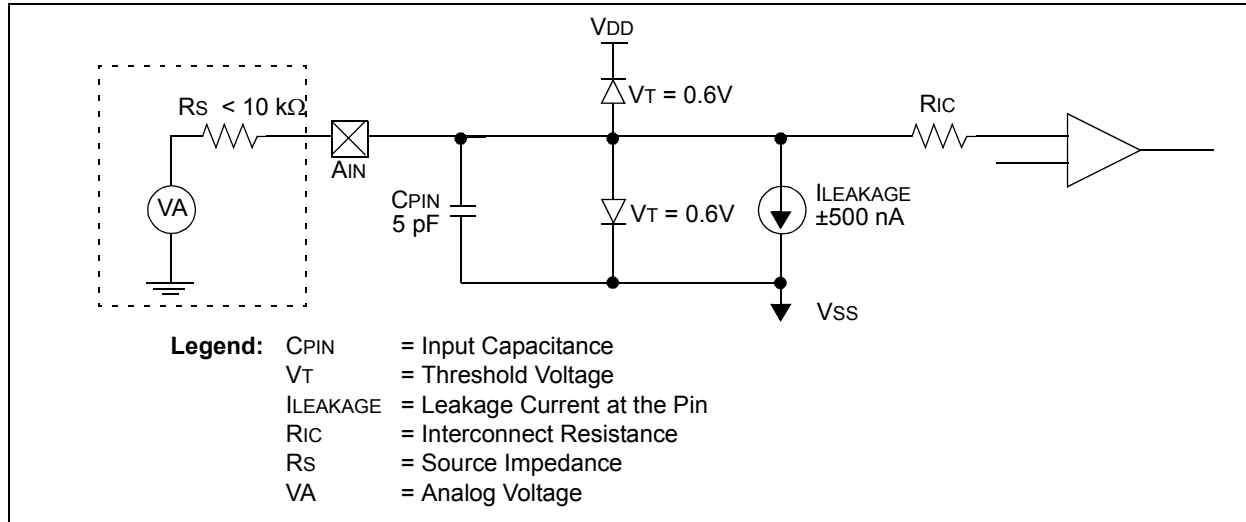 VDD
VT = 0.6V
RS < 10 kΩ
RIC
AIN
VA
CPIN
5 pF
VT = 0.6V
ILEAKAGE
±500 nA
VSS
Legend: CPIN = Input Capacitance
VT = Threshold Voltage
ILEAKAGE = Leakage Current at the Pin
RIC = Interconnect Resistance
RS = Source Impedance
VA = Analog Voltage